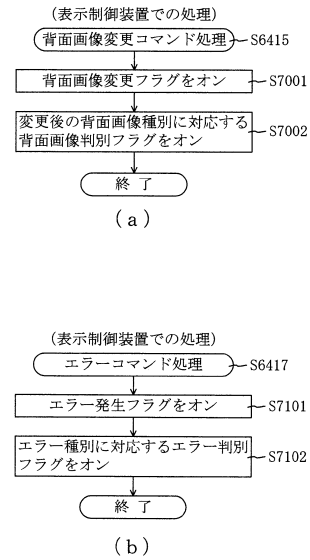 (表示制御装置での処理)
背面画像変更コマンド処理 S6415
背面画像変更フラグをオン S7001
変更後の背面画像種別に対応する
背面画像判別フラグをオン S7002
終 了
(a)
(表示制御装置での処理)
エラーコマンド処理 S6417
エラー発生フラグをオン S7101
エラー種別に対応するエラー判別
フラグをオン S7102
終 了
(b)